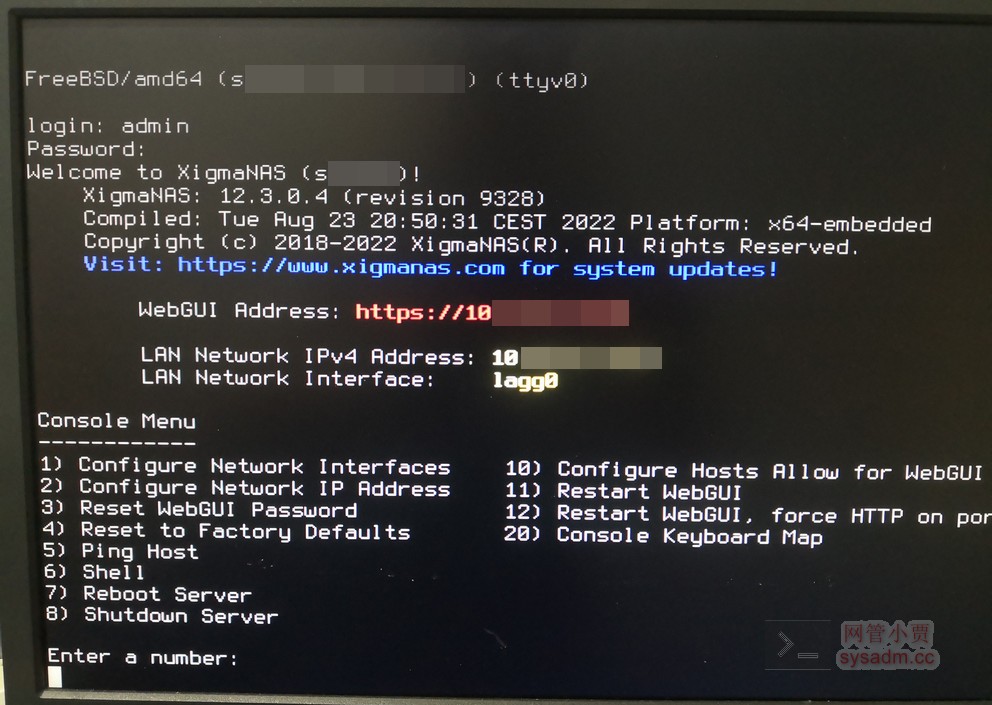 FreeBSD/amd64 (s ) (ttyv0)
login: admin
Password:
Welcome to XigmaNAS (s )!
XigmaNAS: 12.3.0.4 (revision 9328)
Compiled: Tue Aug 23 20:50:31 CEST 2022 Platform: x64-embedded
Copyright (c) 2018-2022 XigmaNAS(R). All Rights Reserved.
Visit: https://www.xigmanas.com for system updates!
WebGUI Address: https://10
LAN Network IPv4 Address: 10
LAN Network Interface: lagg0
Console Menu
------------
1) Configure Network Interfaces 10) Configure Hosts Allow for WebGUI
2) Configure Network IP Address 11) Restart WebGUI
3) Reset WebGUI Password 12) Restart WebGUI, force HTTP on por
4) Reset to Factory Defaults 20) Console Keyboard Map
5) Ping Host
6) Shell
7) Reboot Server
8) Shutdown Server
Enter a number:
>_ 网管小贾
sysadm.cc